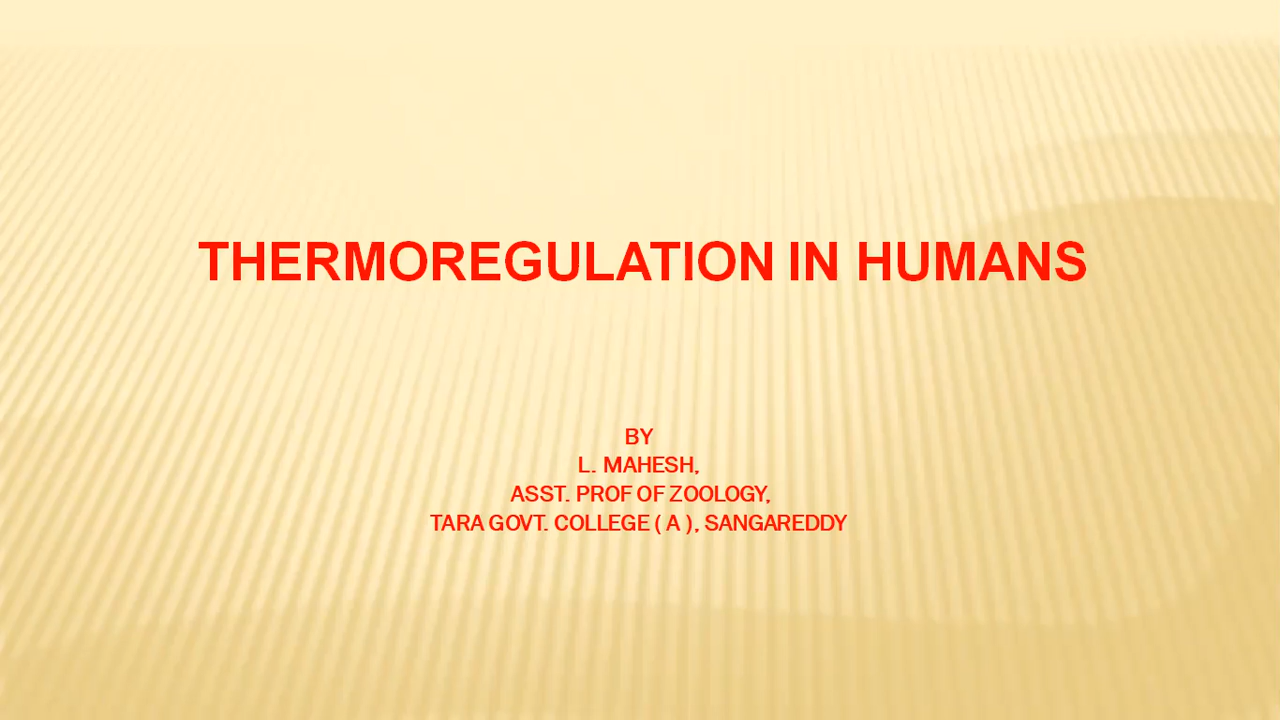 THERMOREGULATION IN HUMANS
BY
L. MAHESH,
ASST. PROF OF ZOOLOGY,
TARA GOVT. COLLEGE ( A ), SANGAREDDY